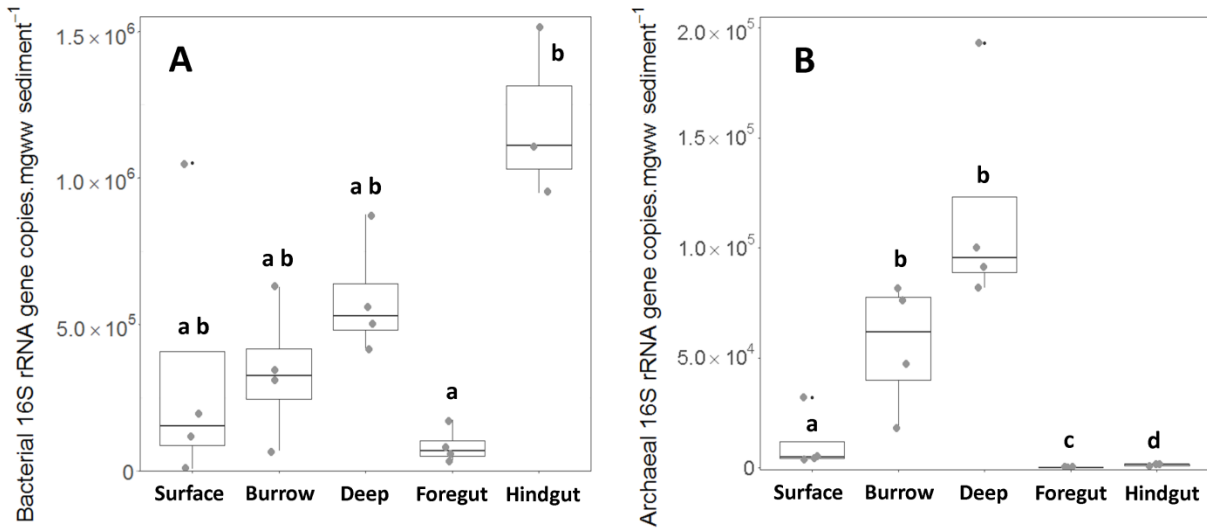 Bacterial 16S rRNA gene copies.mgww sediment⁻¹
1.5 × 10⁶
1.0 × 10⁶
5.0 × 10⁵
0
A
a b
a b
a b
a
b
Surface Burrow Deep Foregut Hindgut
Archaeal 16S rRNA gene copies.mgww sediment⁻¹
2.0 × 10⁵
1.5 × 10⁵
1.0 × 10⁵
5.0 × 10⁴
0
B
a
b
b
c
d
Surface Burrow Deep Foregut Hindgut